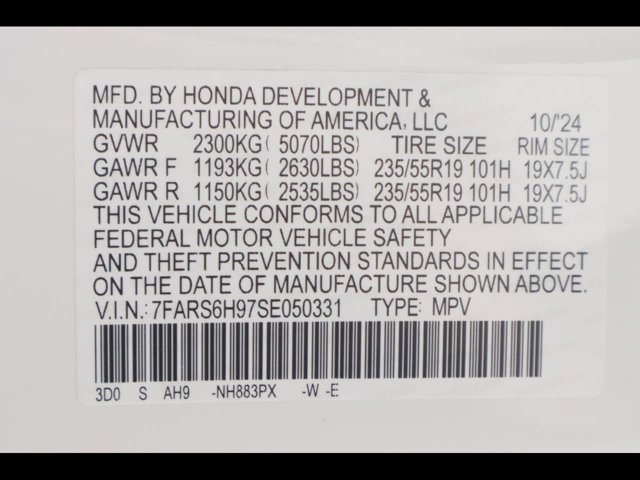 MFD. BY HONDA DEVELOPMENT &
MANUFACTURING OF AMERICA, LLC 10/'24
GVWR 2300KG( 5070LBS) TIRE SIZE RIM SIZE
GAWR F 1193KG( 2630LBS) 235/55R19 101H 19X7.5J
GAWR R 1150KG( 2535LBS) 235/55R19 101H 19X7.5J
THIS VEHICLE CONFORMS TO ALL APPLICABLE
FEDERAL MOTOR VEHICLE SAFETY
AND THEFT PREVENTION STANDARDS IN EFFECT
ON THE DATE OF MANUFACTURE SHOWN ABOVE.
V.I.N.: 7FARS6H97SE050331 TYPE: MPV
3D0 S AH9 -NH883PX -W -E